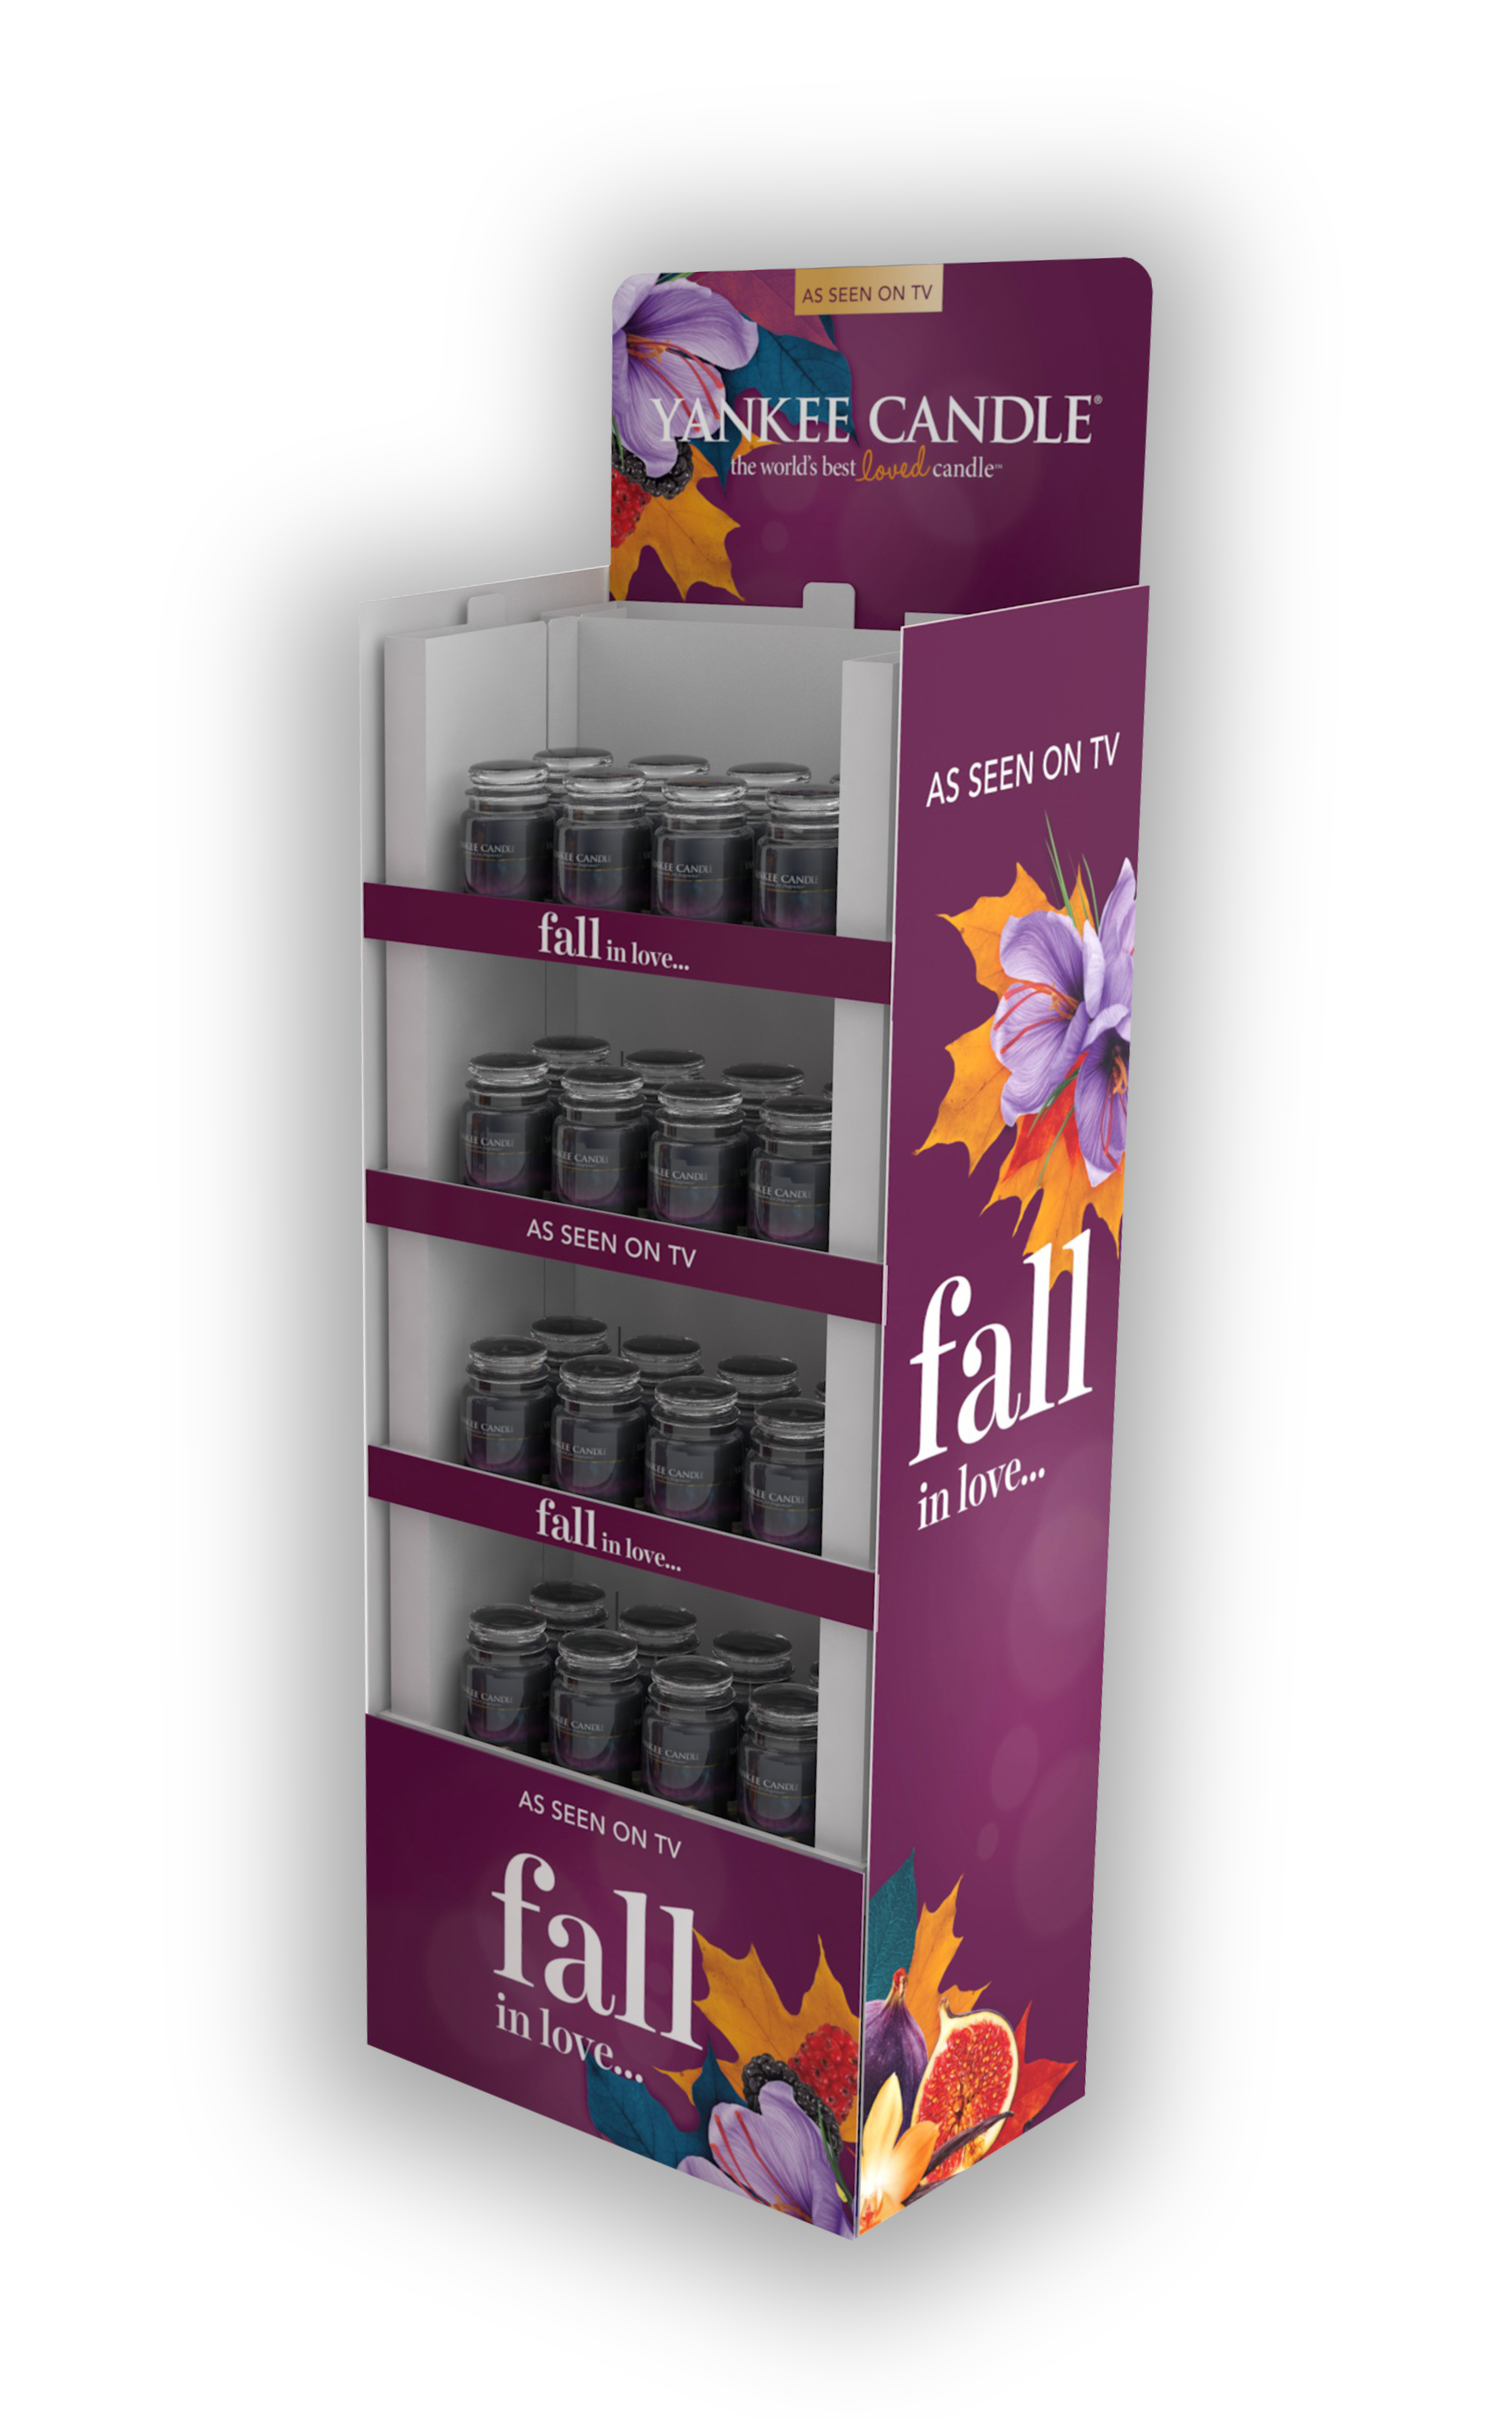 AS SEEN ON TV
YANKEE CANDLE®
the world's best loved candle™
AS SEEN ON TV
fall
in love...
fall in love...
AS SEEN ON TV
fall in love...
AS SEEN ON TV
fall
in love...